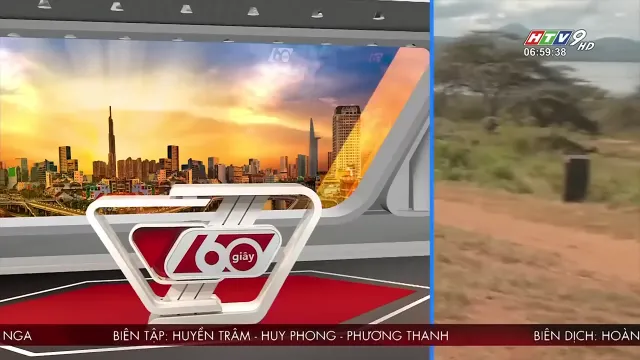 HTV9 HD
06:59:38
60 giây
NGA BIÊN TẬP: HUYỀN TRÂM - HUY PHONG - PHƯƠNG THANH BIÊN DỊCH: HOÀN